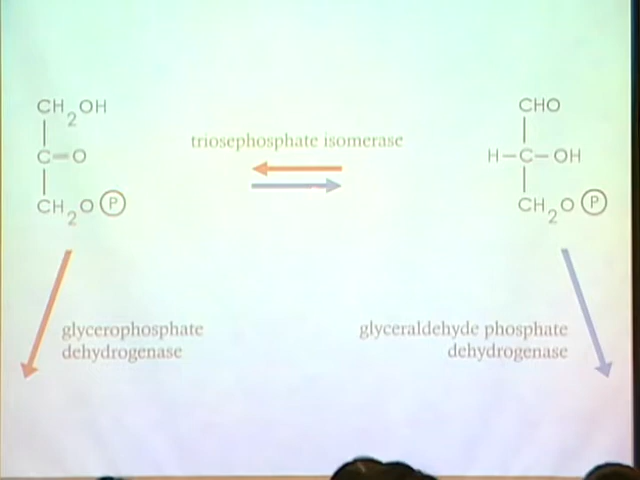 CH2OH
C=O
CH2O P
triosephosphate isomerase
CHO
H-C-OH
CH2O P
glycerophosphate
dehydrogenase
glyceraldehyde phosphate
dehydrogenase